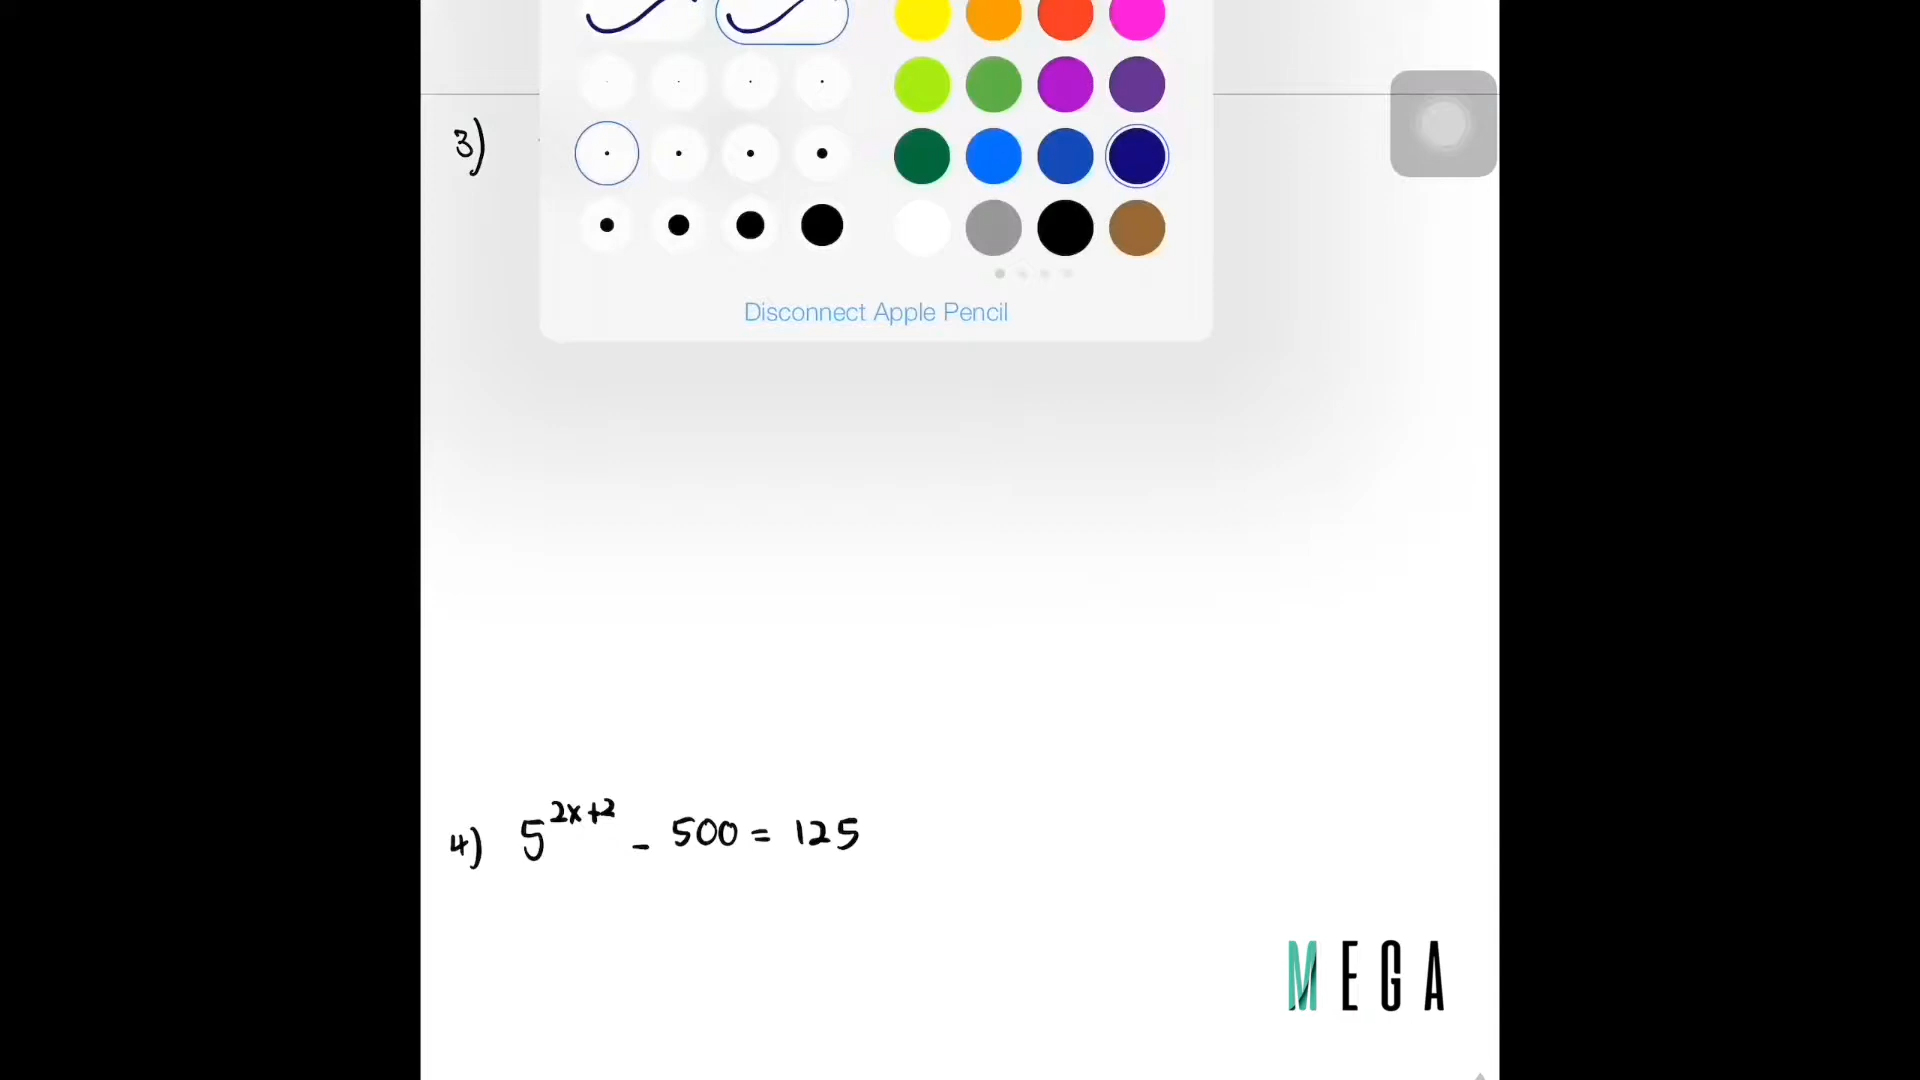 3)
Disconnect Apple Pencil
4) 5^{2x+2} - 500 = 125
MEGA